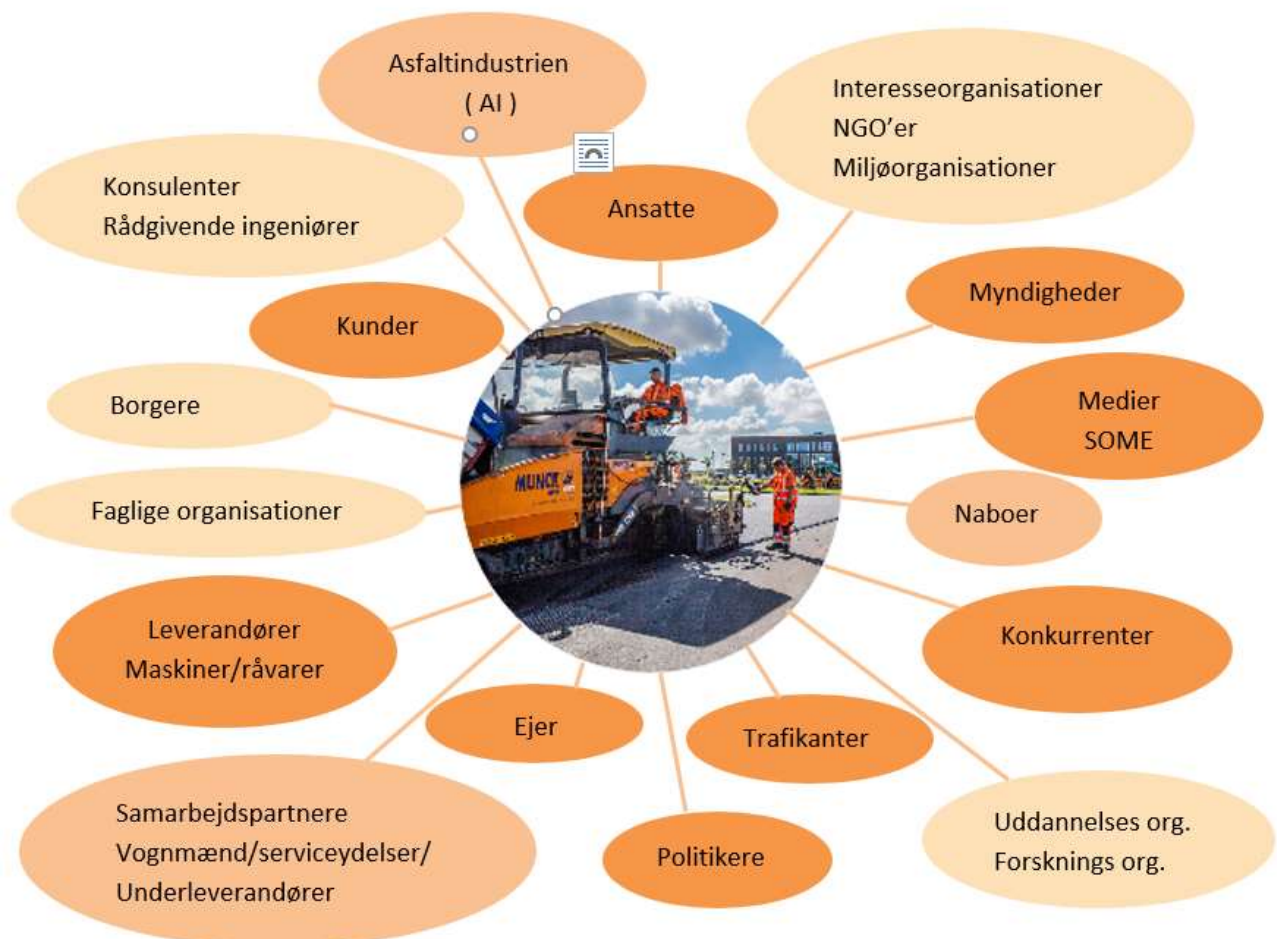 Asfaltindustrien
( AI )
Interesseorganisationer
NGO’er
Miljøorganisationer
Konsulenter
Rådgivende ingeniører
Ansatte
Myndigheder
Kunder
Medier
SOME
Borgere
Faglige organisationer
MUNCK
Naboer
Leverandører
Maskiner/råvarer
Konkurrenter
Ejer
Trafikanter
Samarbejdspartnere
Vognmænd/serviceydelser/
Underleverandører
Politikere
Uddannelses org.
Forsknings org.